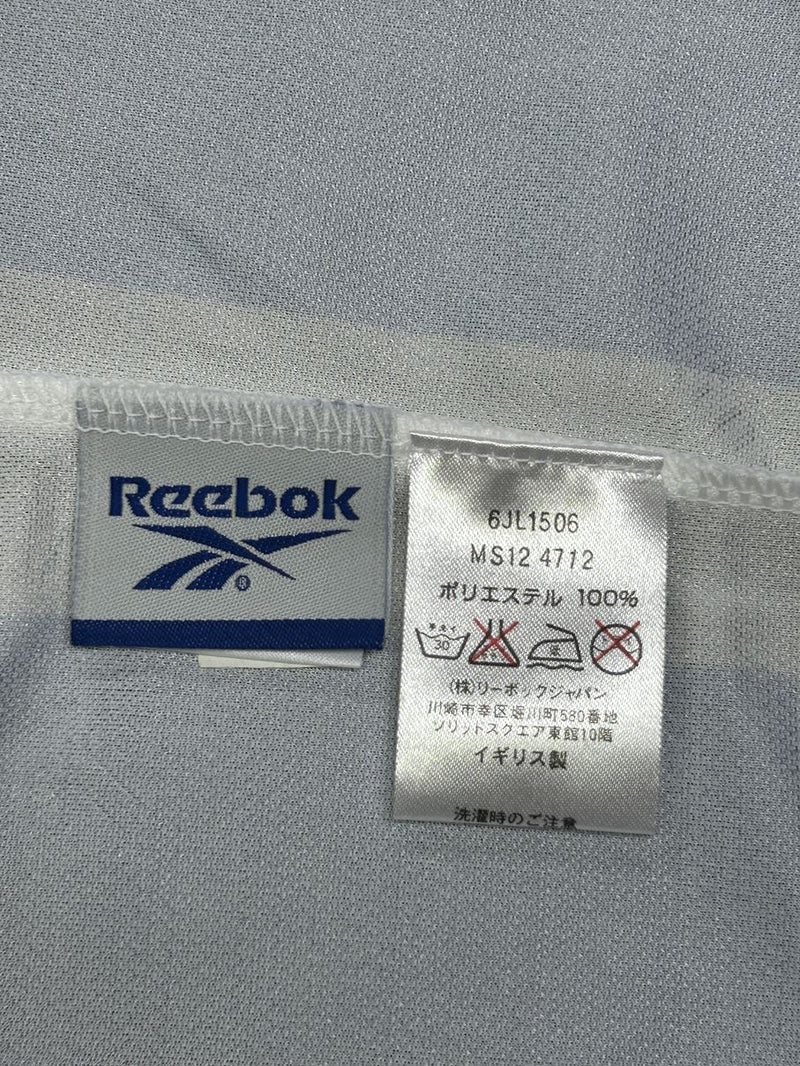 Reebok
®
6JL1506
MS12 4712
ポリエステル 100%
30
(株)リーボックジャパン
川崎市幸区堀川町580番地
ソリッドスクエア東館10階
イギリス製
洗濯時のご注意